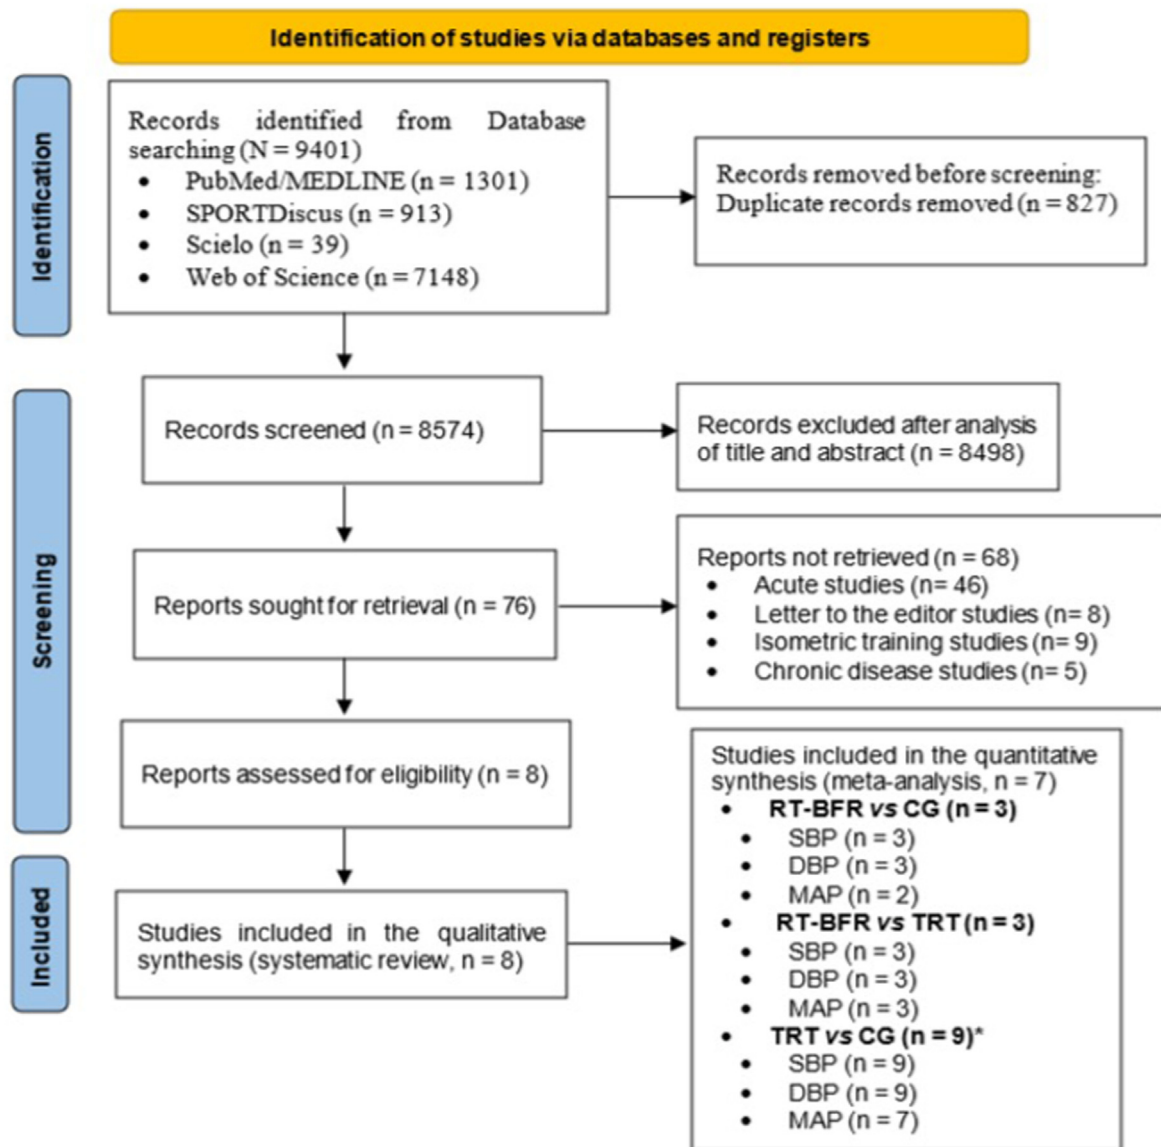 Identification of studies via databases and registers
Identification
Records identified from Database
searching (N = 9401)
• PubMed/MEDLINE (n = 1301)
• SPORTDiscus (n = 913)
• Scielo (n = 39)
• Web of Science (n = 7148)
Records removed before screening:
Duplicate records removed (n = 827)
Screening
Records screened (n = 8574)
Records excluded after analysis
of title and abstract (n = 8498)
Reports sought for retrieval (n = 76)
Reports not retrieved (n = 68)
• Acute studies (n= 46)
• Letter to the editor studies (n= 8)
• Isometric training studies (n= 9)
• Chronic disease studies (n= 5)
Reports assessed for eligibility (n = 8)
Included
Studies included in the qualitative
synthesis (systematic review, n = 8)
Studies included in the quantitative
synthesis (meta-analysis, n = 7)
• RT-BFR vs CG (n = 3)
• SBP (n = 3)
• DBP (n = 3)
• MAP (n = 2)
• RT-BFR vs TRT (n = 3)
• SBP (n = 3)
• DBP (n = 3)
• MAP (n = 3)
• TRT vs CG (n = 9)*
• SBP (n = 9)
• DBP (n = 9)
• MAP (n = 7)